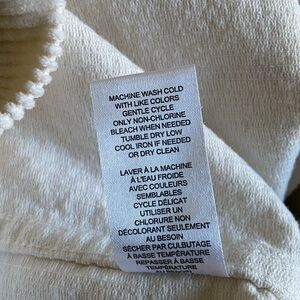 MACHINE WASH COLD
WITH LIKE COLORS
GENTLE CYCLE
ONLY NON-CHLORINE
BLEACH WHEN NEEDED
TUMBLE DRY LOW
COOL IRON IF NEEDED
OR DRY CLEAN
LAVER À LA MACHINE
À L'EAU FROIDE
AVEC COULEURS
SEMBLABLES
CYCLE DÉLICAT
UTILISER UN
CHLORURE NON
DÉCOLORANT SEULEMENT
AU BESOIN
SÉCHER PAR CULBUTAGE
À BASSE TEMPÉRATURE
REPASSER À BASSE
TEMPÉRATURE
AU BESOIN